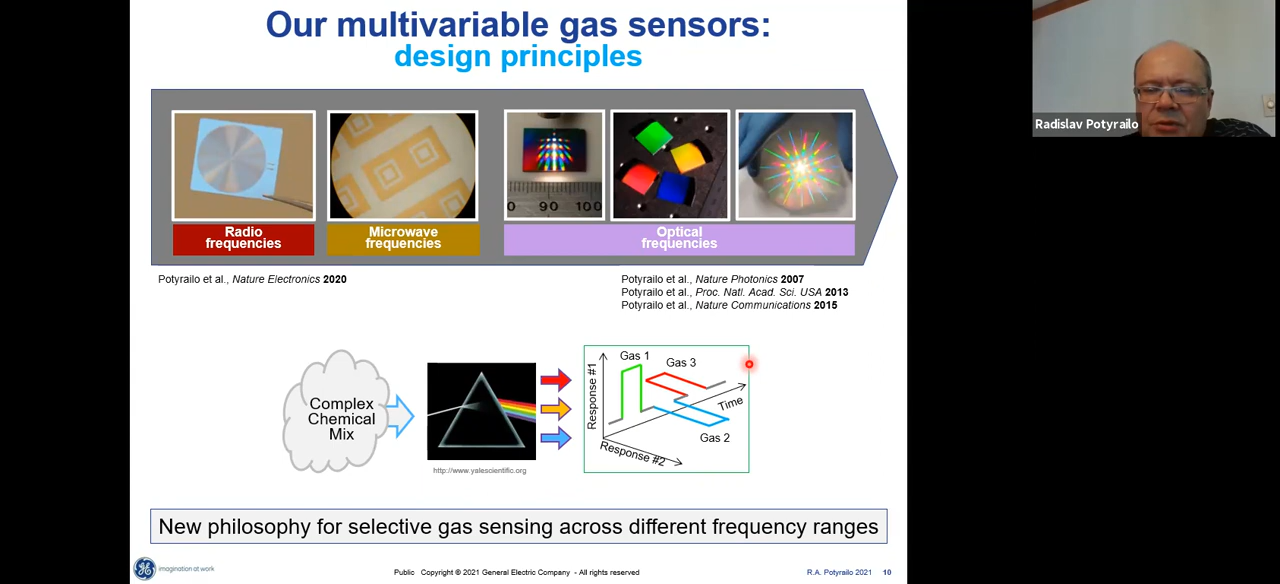 Our multivariable gas sensors:
design principles
Radislav Potyrailo
0 90 100
Radio
frequencies
Microwave
frequencies
Optical
frequencies
Potyrailo et al., Nature Electronics 2020
Potyrailo et al., Nature Photonics 2007
Potyrailo et al., Proc. Natl. Acad. Sci. USA 2013
Potyrailo et al., Nature Communications 2015
Complex
Chemical
Mix
http://www.yalescientific.org
Response #1
Gas 1
Gas 3
Time
Gas 2
Response #2
New philosophy for selective gas sensing across different frequency ranges
imagination at work
Public Copyright © 2021 General Electric Company - All rights reserved
R.A. Potyrailo 2021 10